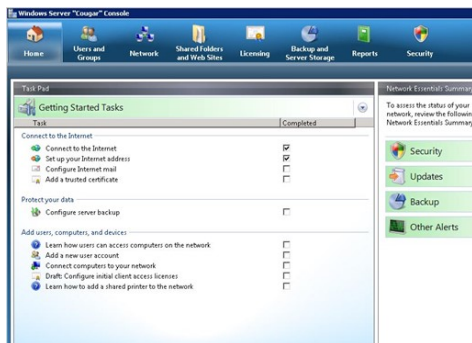 Windows Server "Cougar" Console
Home
Users and Groups
Network
Shared Folders and Web Sites
Licensing
Backup and Server Storage
Reports
Security
Task Pad
Getting Started Tasks
Task Completed
Connect to the Internet
Connect to the Internet
Set up your Internet address
Configure Internet mail
Add a trusted certificate
Protect your data
Configure server backup
Add users, computers, and devices
Learn how users can access computers on the network
Add a new user account
Connect computers to your network
Draft: Configure initial client access licenses
Learn how to add a shared printer to the network
Network Essentials Summary
To assess the status of your
network, review the followin
Network Essentials Summary
Security
Updates
Backup
Other Alerts